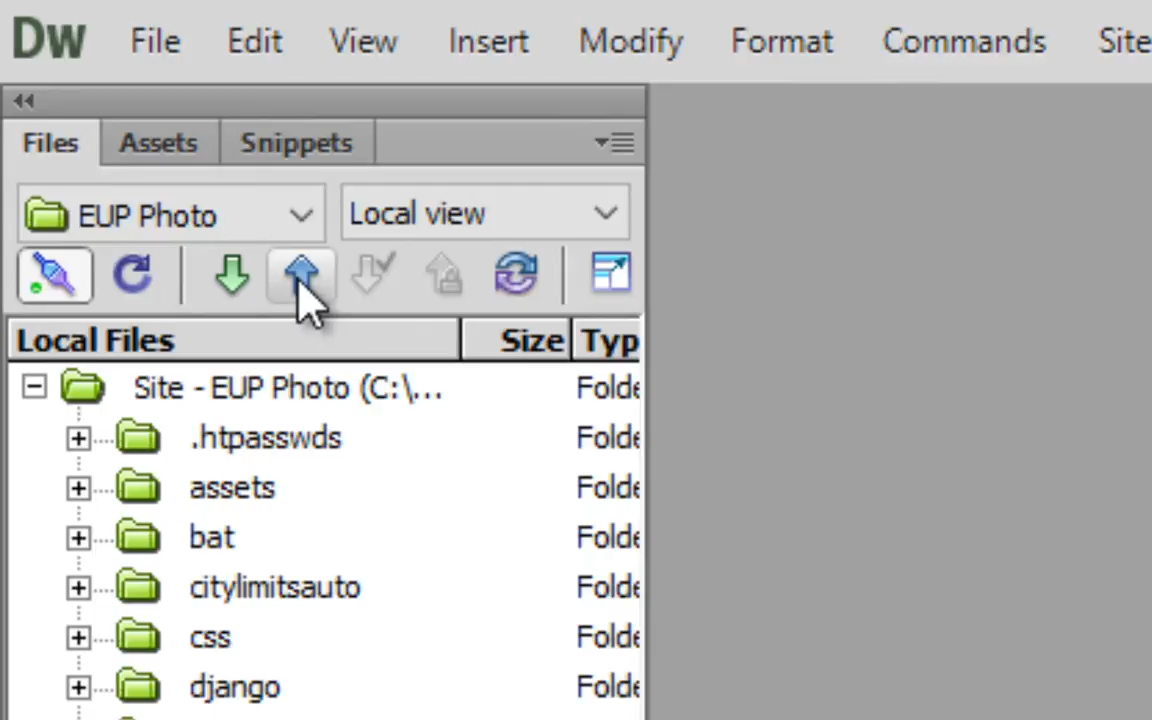 Dw File Edit View Insert Modify Format Commands Site
Files Assets Snippets
EUP Photo Local view
Local Files Size Typ
Site - EUP Photo (C:\... Folde
.htpasswds Folde
assets Folde
bat Folde
citylimitsauto Folde
css Folde
django Folde